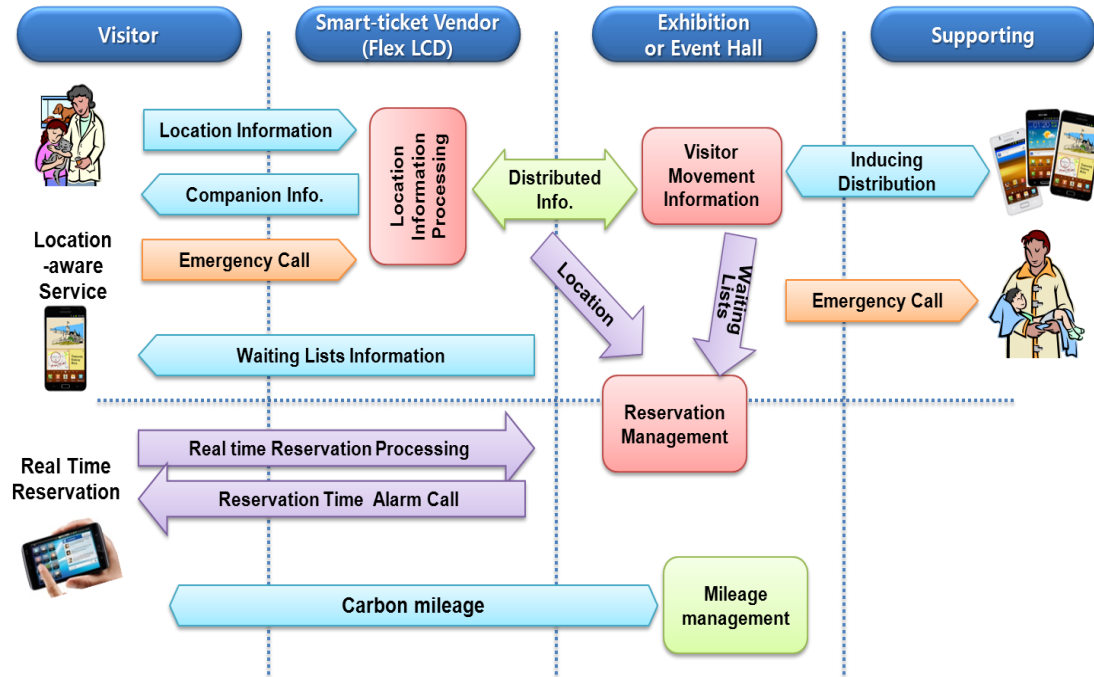 Visitor
Smart-ticket Vendor
(Flex LCD)
Exhibition
or Event Hall
Supporting
Location Information
Companion Info.
Emergency Call
Location
Information
Processing
Distributed
Info.
Visitor
Movement
Information
Inducing
Distribution
Location
-aware
Service
Location
Waiting
Lists
Emergency Call
Waiting Lists Information
Reservation
Management
Real Time
Reservation
Real time Reservation Processing
Reservation Time Alarm Call
Carbon mileage
Mileage
management